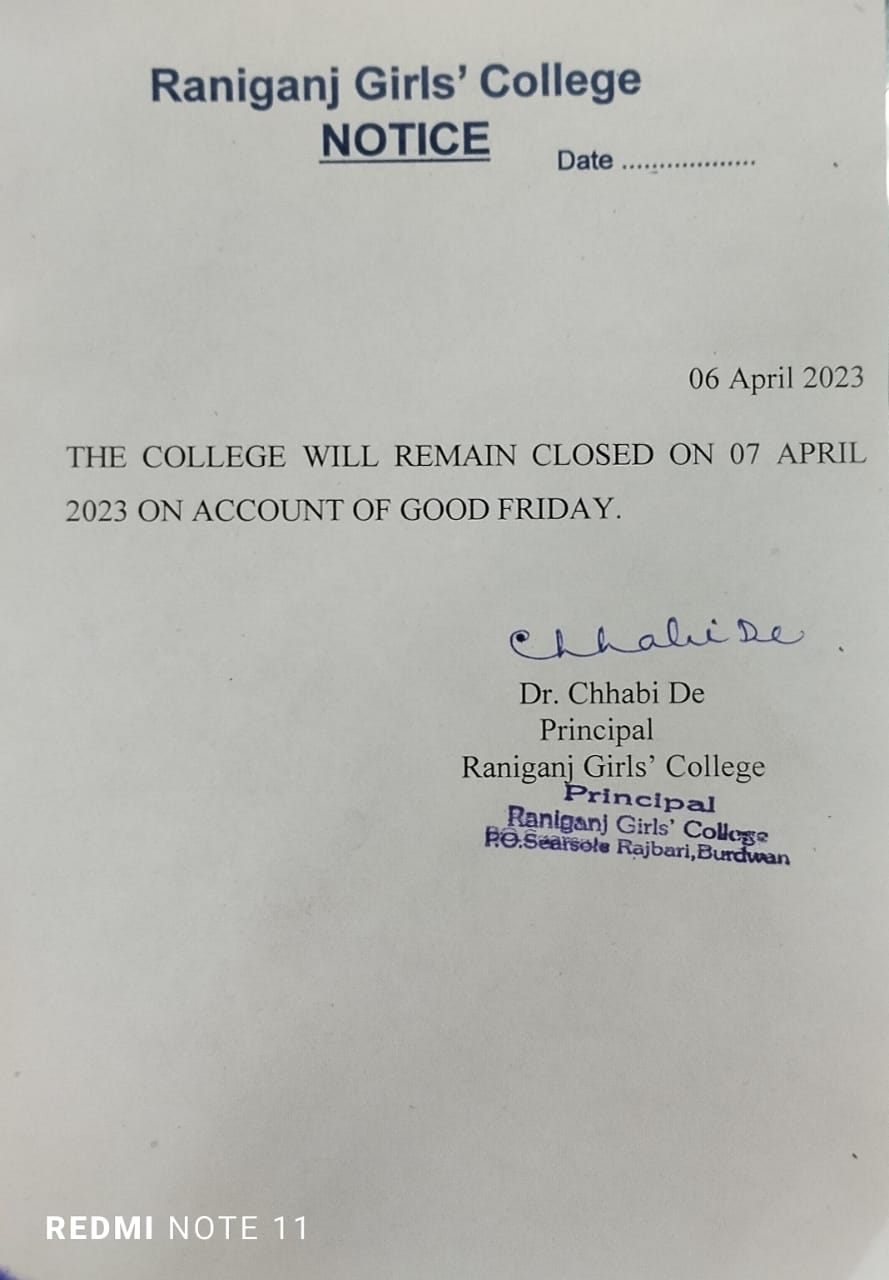 Raniganj Girls' College
NOTICE
Date ..................
06 April 2023
THE COLLEGE WILL REMAIN CLOSED ON 07 APRIL
2023 ON ACCOUNT OF GOOD FRIDAY.
Chhabi De
Dr. Chhabi De
Principal
Raniganj Girls' College
Principal
Raniganj Girls' College
P.O.Searsole Rajbari,Burdwan
REDMI NOTE 11